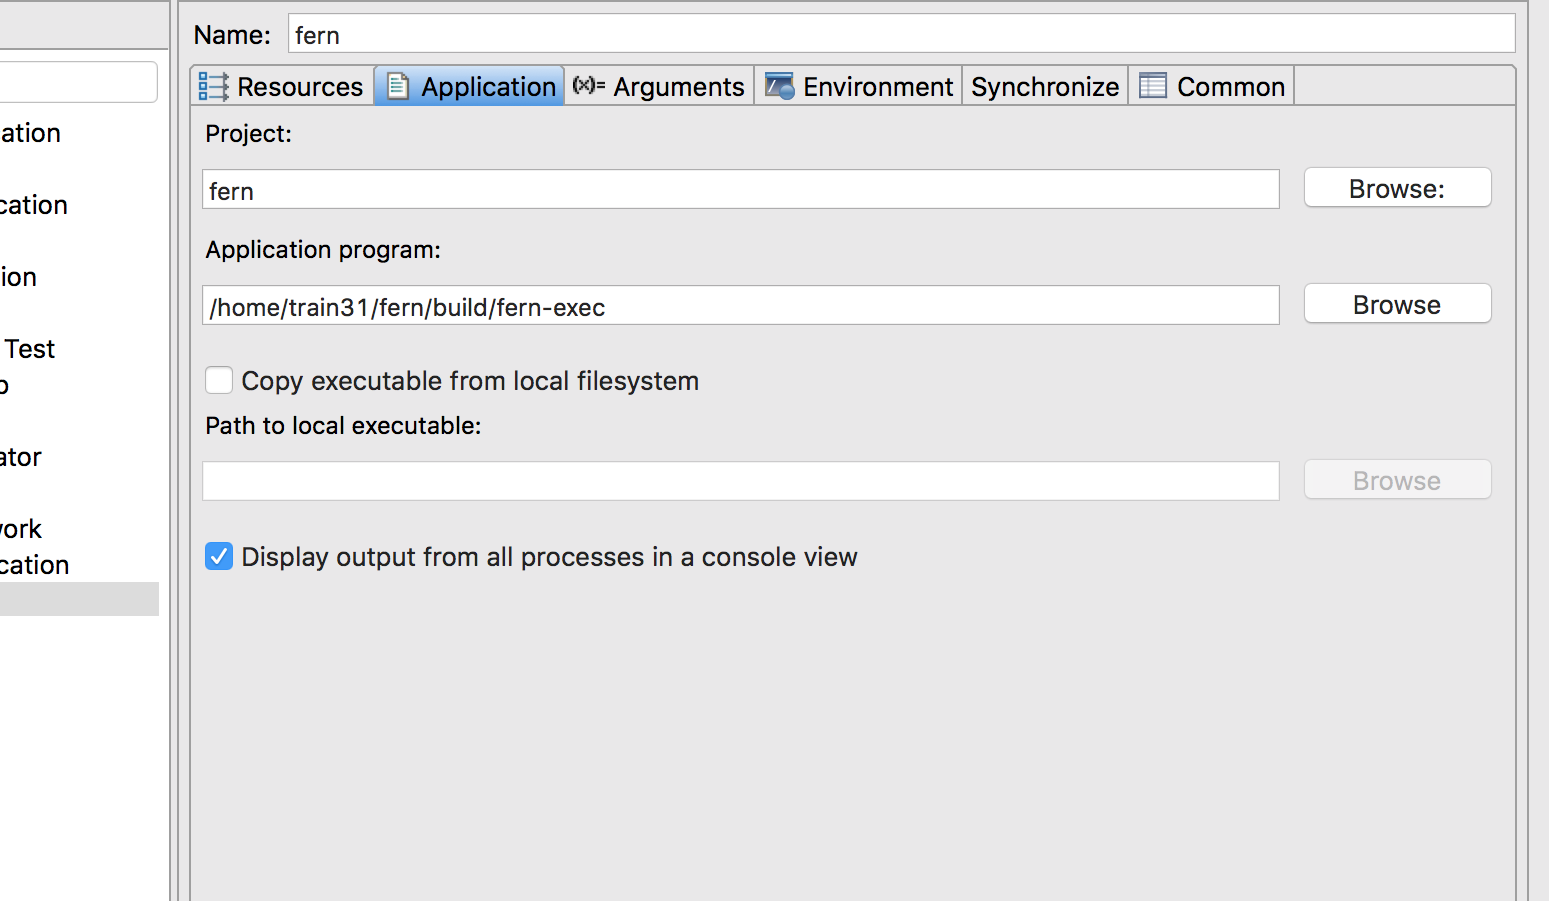 Name: fern
Resources Application (x)= Arguments Environment Synchronize Common
Project:
fern Browse:
Application program:
/home/train31/fern/build/fern-exec Browse
Copy executable from local filesystem
Path to local executable:
Browse
Display output from all processes in a console view
ation
cation
ion
Test
ator
work
cation